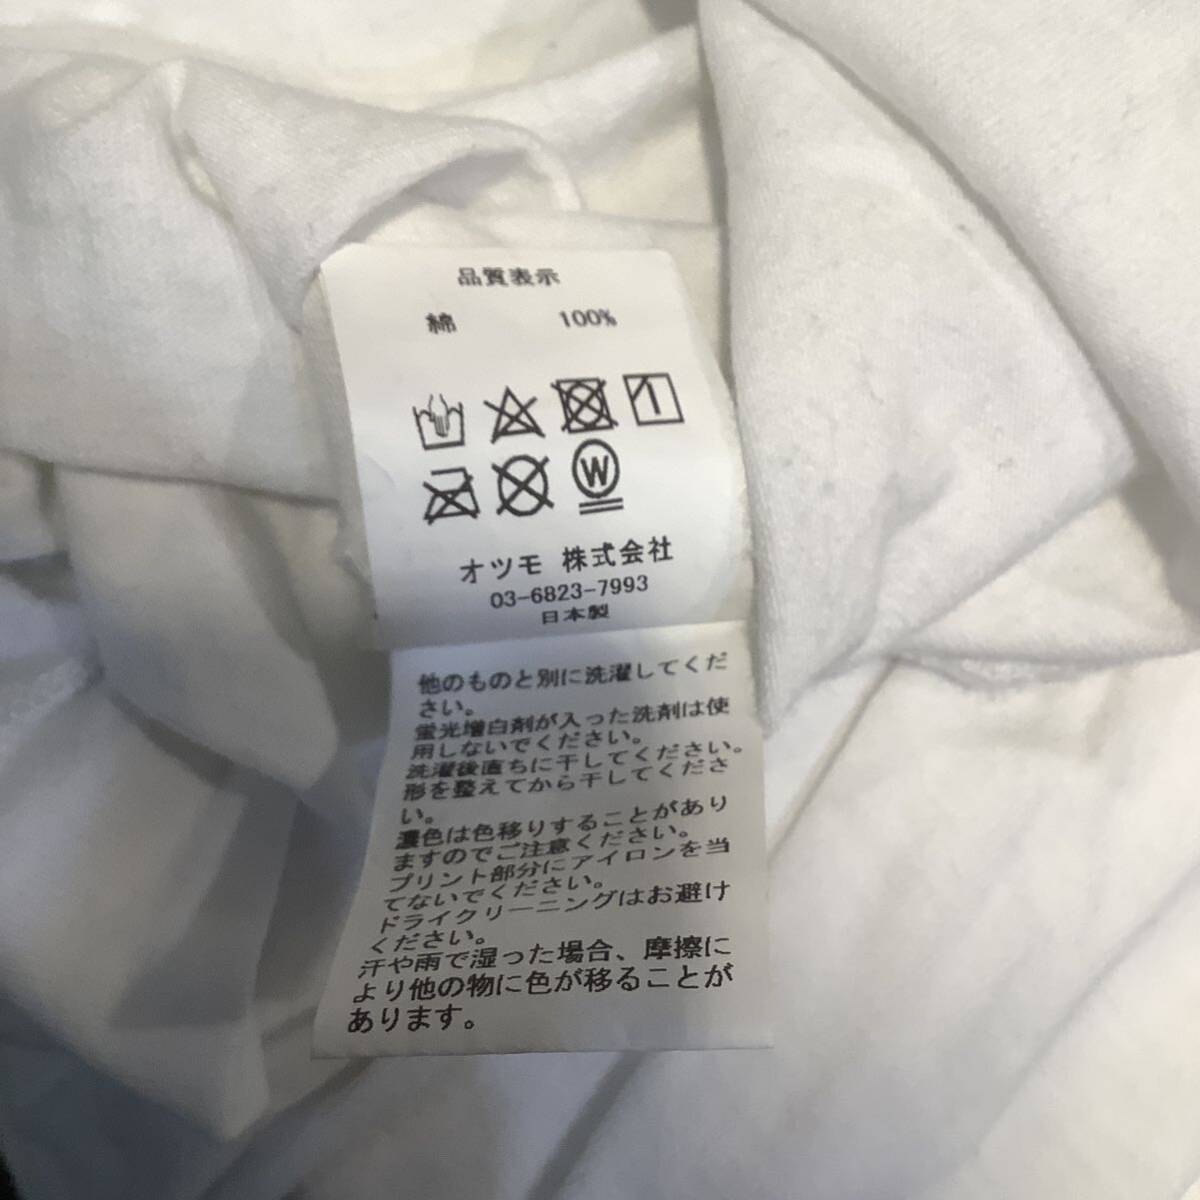 品質表示
綿 100%
W
オツモ 株式会社
03-6823-7993
日本製
他のものと別に洗濯してくだ
さい。
蛍光増白剤が入った洗剤は使
用しないでください。
洗濯後直ちに干してください。
形を整えてから干してくださ
い。
濃色は色移りすることがあり
ますのでご注意ください。
プリント部分にアイロンを当
てないでください。
ドライクリーニングはお避け
ください。
汗や雨で湿った場合、摩擦に
より他の物に色が移ることが
あります。